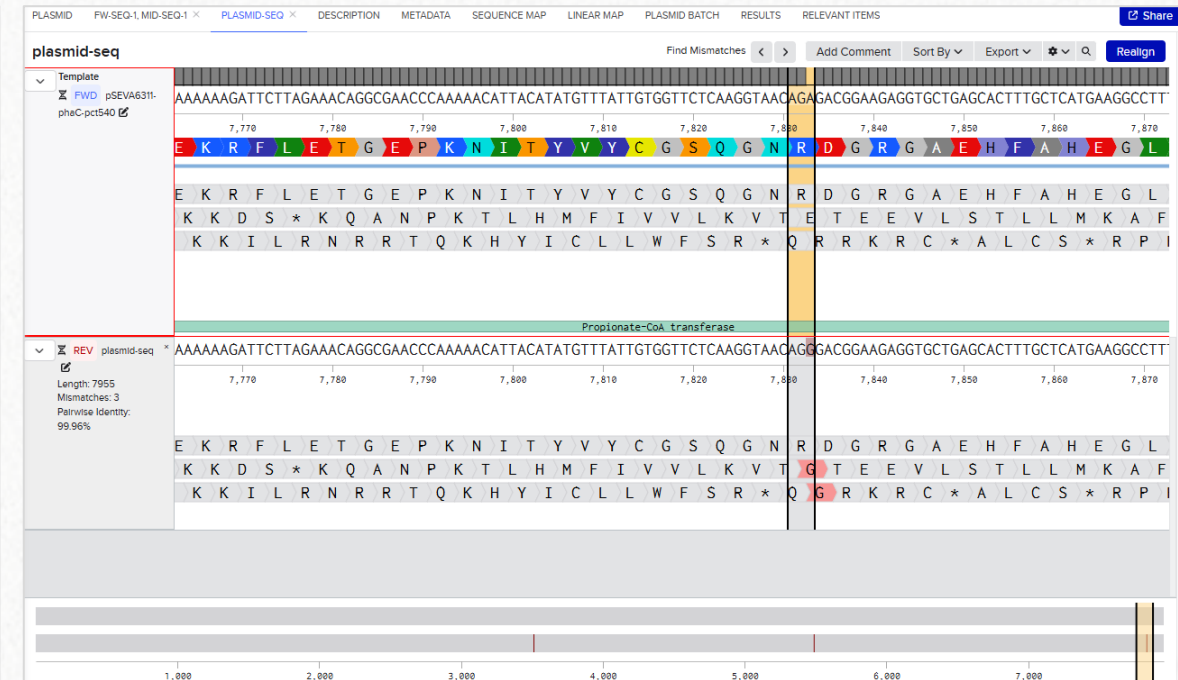 PLASMID FW-SEQ-1, MID-SEQ-1 × PLASMID-SEQ × DESCRIPTION METADATA SEQUENCE MAP LINEAR MAP PLASMID BATCH RESULTS RELEVANT ITEMS Share
plasmid-seq Find Mismatches Add Comment Sort By Export Realign
Template
FWD pSEVA6311-
phaC-pct540
AAAAAAGATTCTTAGAAACAGGCGAACCCAAAAACATTACATATGTTTATTGTGGTTCTCAAGGTAACAGAGACGGAAGAGGTGCTGAGCACTTTGCTCATGAAGGCCTT
7,770 7,780 7,790 7,800 7,810 7,820 7,830 7,840 7,850 7,860 7,870
E K R F L E T G E P K N I T Y V Y C G S Q G N R D G R G A E H F A H E G L
E K R F L E T G E P K N I T Y V Y C G S Q G N R D G R G A E H F A H E G L
K K D S * K Q A N P K T L H M F I V V L K V T E T E E V L S T L L M K A F
K K I L R N R R T Q K H Y I C L L W F S R * Q R R K R C * A L C S * R P
Propionate-CoA transferase
REV plasmid-seq ×
Length: 7955
Mismatches: 3
Pairwise Identity:
99.96%
AAAAAAGATTCTTAGAAACAGGCGAACCCAAAAACATTACATATGTTTATTGTGGTTCTCAAGGTAACAGGGACGGAAGAGGTGCTGAGCACTTTGCTCATGAAGGCCTT
7,770 7,780 7,790 7,800 7,810 7,820 7,830 7,840 7,850 7,860 7,870
E K R F L E T G E P K N I T Y V Y C G S Q G N R D G R G A E H F A H E G L
K K D S * K Q A N P K T L H M F I V V L K V T G T E E V L S T L L M K A F
K K I L R N R R T Q K H Y I C L L W F S R * Q G R K R C * A L C S * R P
1,000 2,000 3,000 4,000 5,000 6,000 7,000